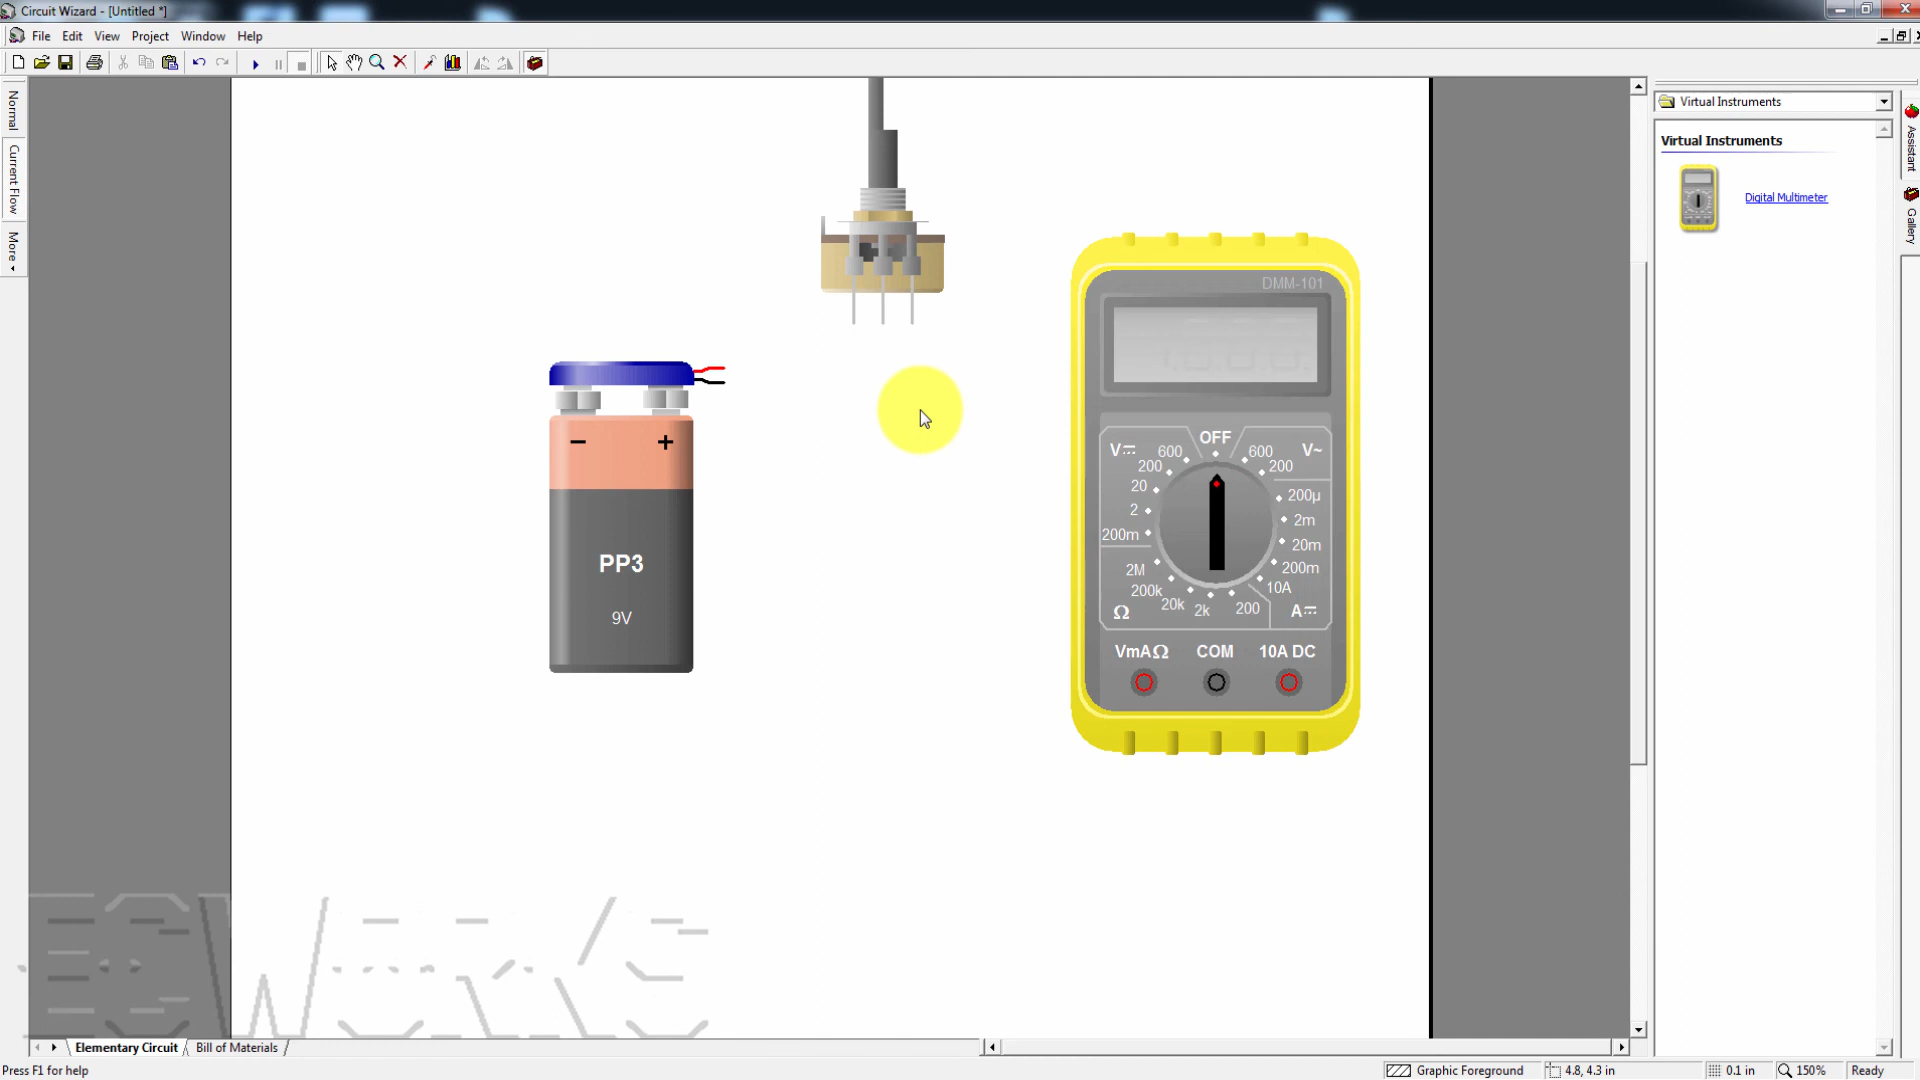 Circuit Wizard - [Untitled *]
File Edit View Project Window Help
Normal
Current Flow
More
Virtual Instruments
Virtual Instruments
Digital Multimeter
Assistant
Gallery
DMM-101
OFF
V 600 600 V~
200 200
20 200µ
2 2m
200m 20m
2M 200m
200k 10A
20k 2k 200
Ω A
VmAΩ COM 10A DC
- +
PP3
9V
Elementary Circuit Bill of Materials
Press F1 for help
Graphic Foreground 4.8, 4.3 in 0.1 in 150% Ready